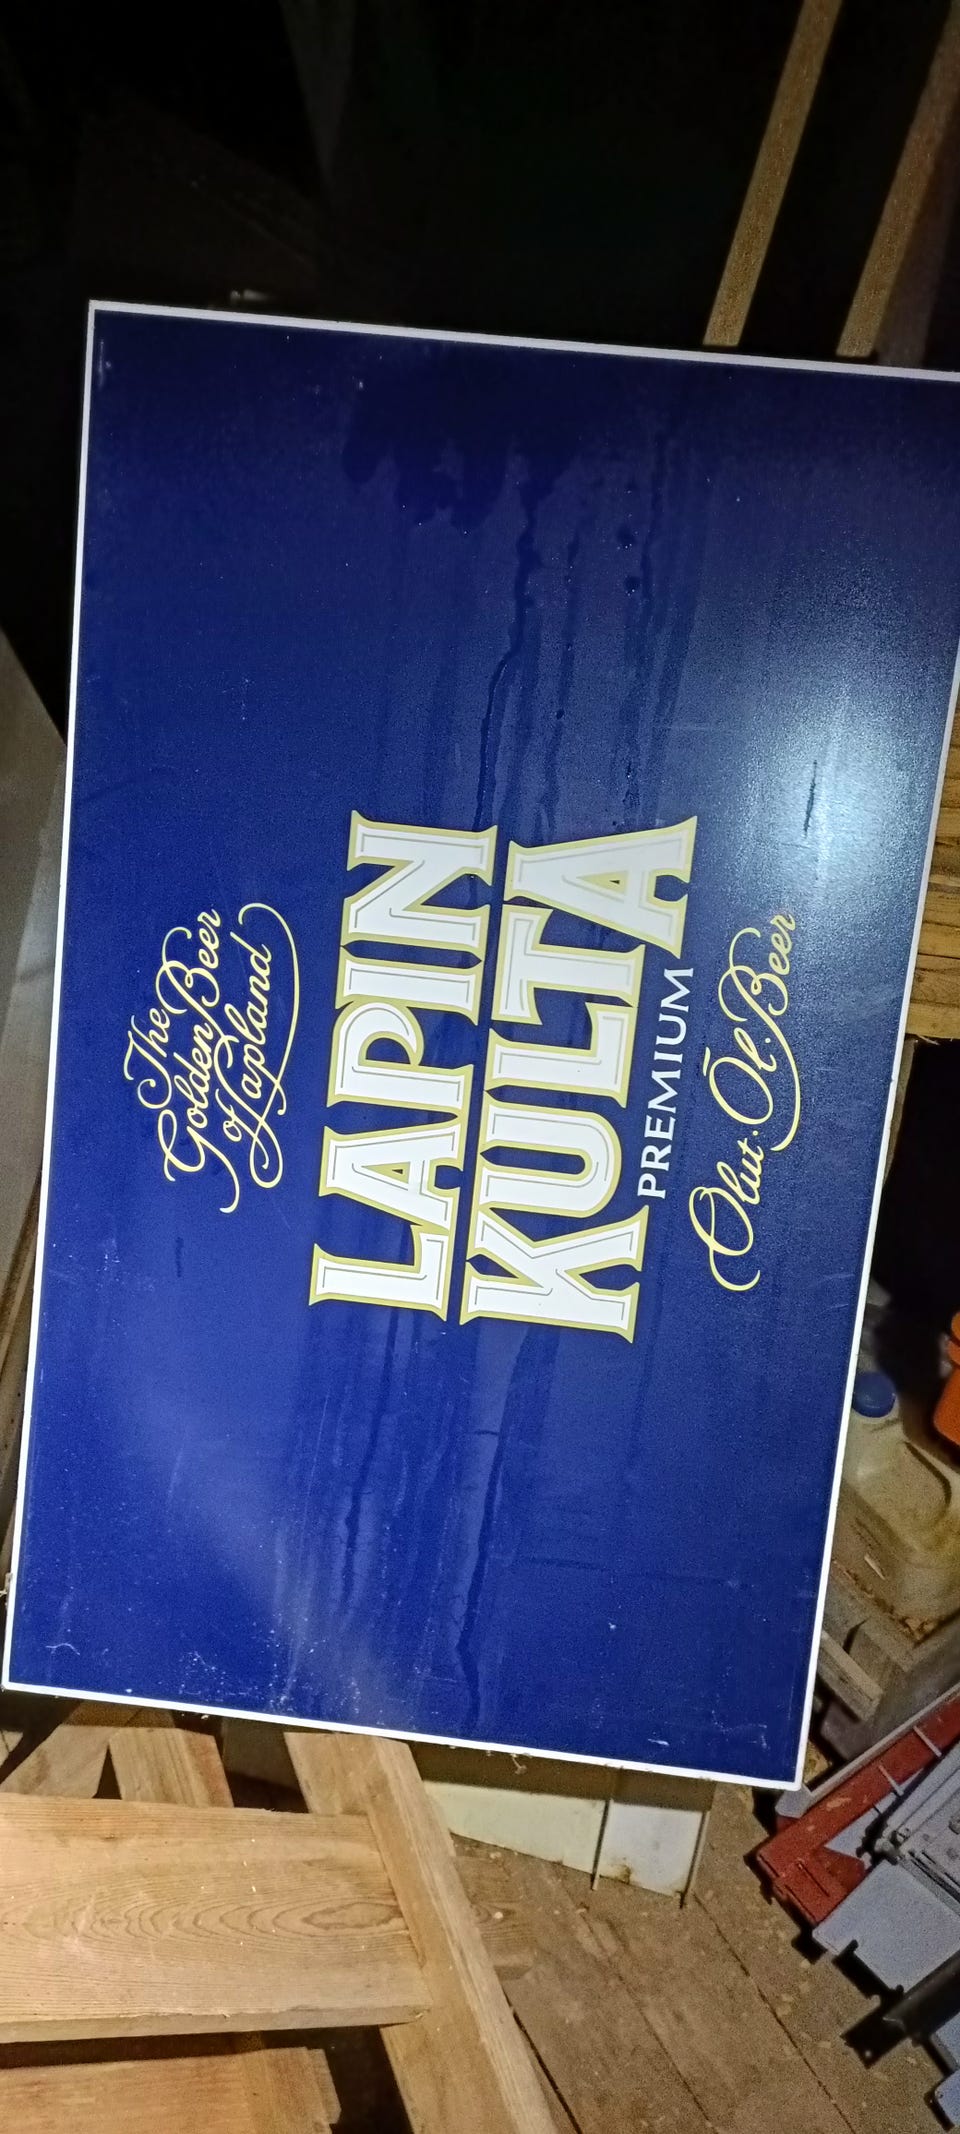 The
Golden Beer
of Lapland
LAPIN
KULTA
PREMIUM
Olut·Öl·Beer